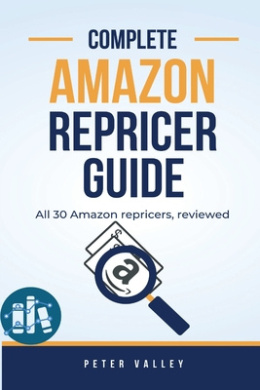 COMPLETE
AMAZON
REPRICER
GUIDE
All 30 Amazon repricers, reviewed
a
PETER VALLEY